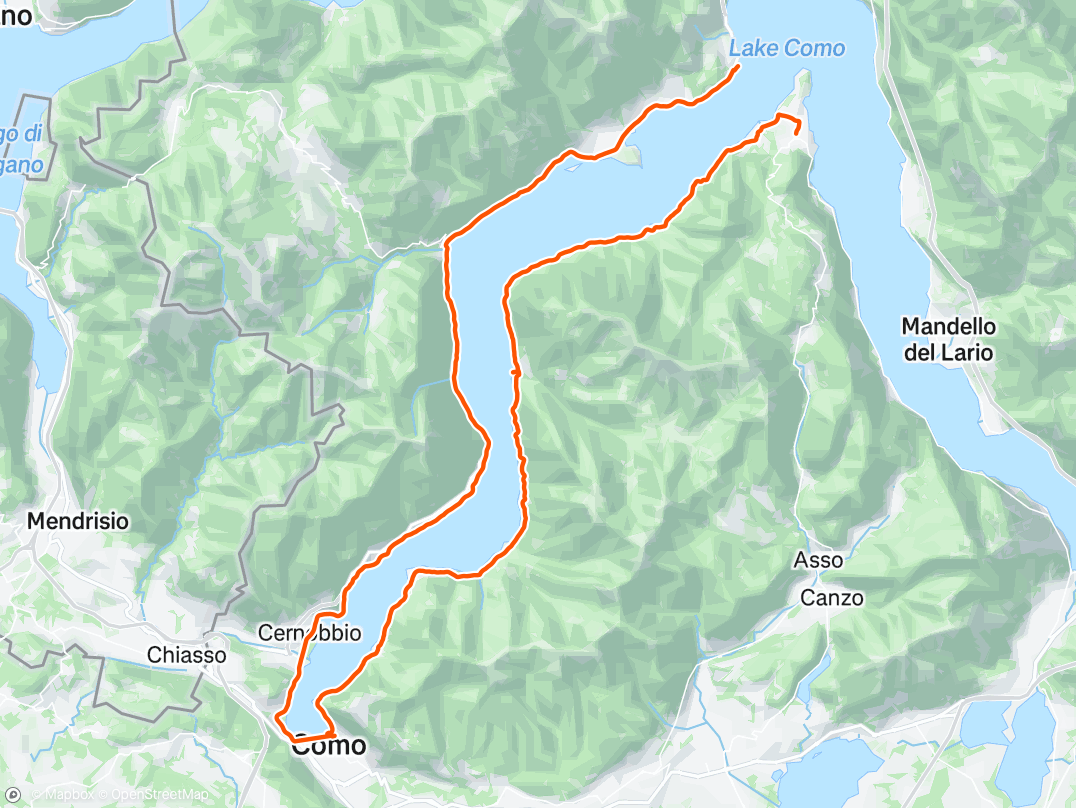 no
Lake Como
go di
gano
Mandello
del Lario
Mendrisio
Asso
Canzo
Cernobbio
Chiasso
Como
© Mapbox © OpenStreetMap